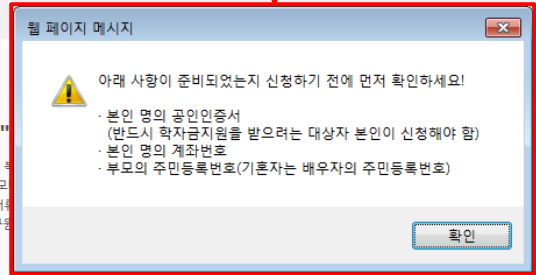 웹 페이지 메시지
아래 사항이 준비되었는지 신청하기 전에 먼저 확인하세요!
· 본인 명의 공인인증서
(반드시 학자금지원을 받으려는 대상자 본인이 신청해야 함)
· 본인 명의 계좌번호
· 부모의 주민등록번호(기혼자는 배우자의 주민등록번호)
확인